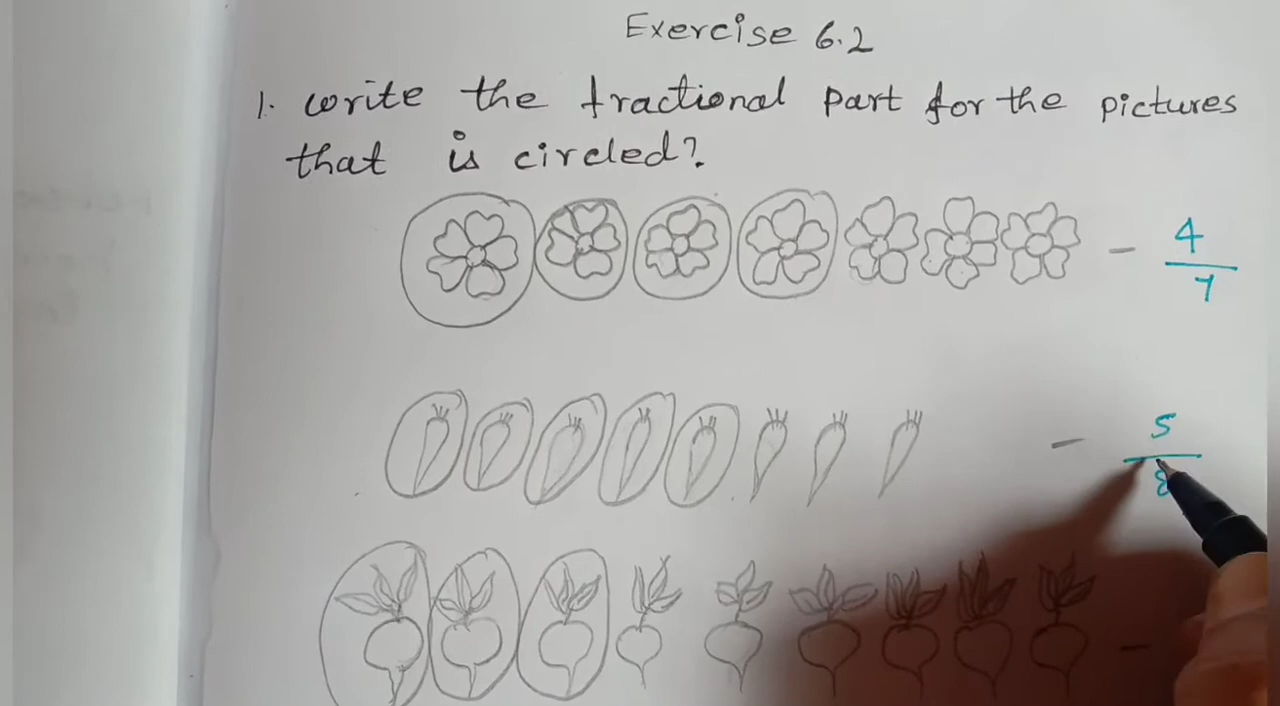 Exercise 6.2
1. write the fractional part for the pictures
that is circled?
- 4/7
- 5/8
-